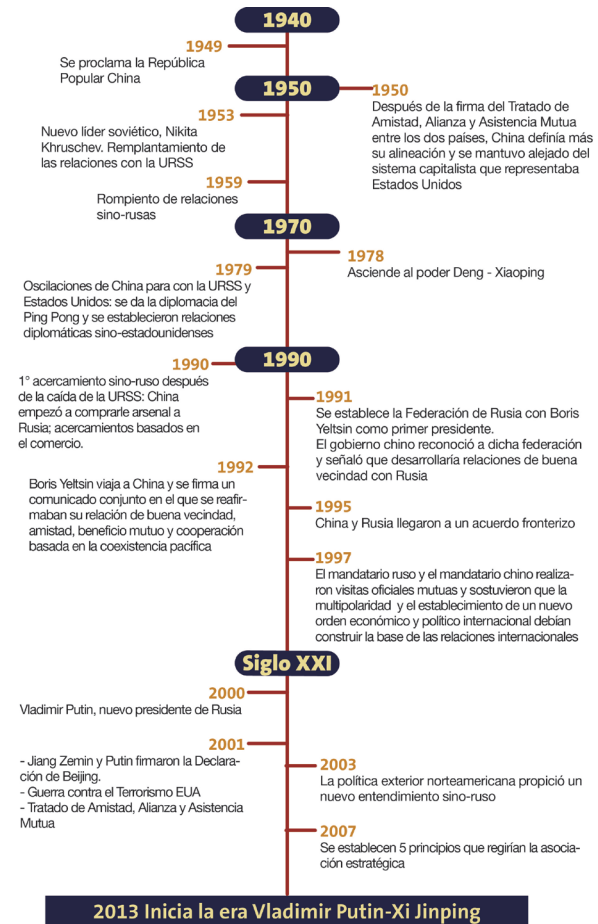 1940
1949
Se proclama la República
Popular China
1950
1950
Después de la firma del Tratado de
Amistad, Alianza y Asistencia Mutua
entre los dos países, China definía más
su alineación y se mantuvo alejado del
sistema capitalista que representaba
Estados Unidos
1953
Nuevo líder soviético, Nikita
Khruschev. Remplantamiento de
las relaciones con la URSS
1959
Rompiento de relaciones
sino-rusas
1970
1978
Asciende al poder Deng - Xiaoping
1979
Oscilaciones de China para con la URSS y
Estados Unidos: se da la diplomacia del
Ping Pong y se establecieron relaciones
diplomáticas sino-estadounidenses
1990
1990
1° acercamiento sino-ruso después
de la caída de la URSS: China
empezó a comprarle arsenal a
Rusia; acercamientos basados en
el comercio.
1991
Se establece la Federación de Rusia con Boris
Yeltsin como primer presidente.
El gobierno chino reconoció a dicha federación
y señaló que desarrollaría relaciones de buena
vecindad con Rusia
1992
Boris Yeltsin viaja a China y se firma un
comunicado conjunto en el que se reafir-
maban su relación de buena vecindad,
amistad, beneficio mutuo y cooperación
basada en la coexistencia pacifica
1995
China y Rusia llegaron a un acuerdo fronterizo
1997
El mandatario ruso y el mandatario chino realiza-
ron visitas oficiales mutuas y sostuvieron que la
multipolaridad y el establecimiento de un nuevo
orden económico y político internacional debían
construir la base de las relaciones internacionales
Siglo XXI
2000
Vladimir Putin, nuevo presidente de Rusia
2001
- Jiang Zemin y Putin firmaron la Declara-
ción de Beijing.
- Guerra contra el Terrorismo EUA
- Tratado de Amistad, Alianza y Asistencia
Mutua
2003
La política exterior norteamericana propició un
nuevo entendimiento sino-ruso
2007
Se establecen 5 principios que regirían la asocia-
ción estratégica
2013 Inicia la era Vladimir Putin-Xi Jinping